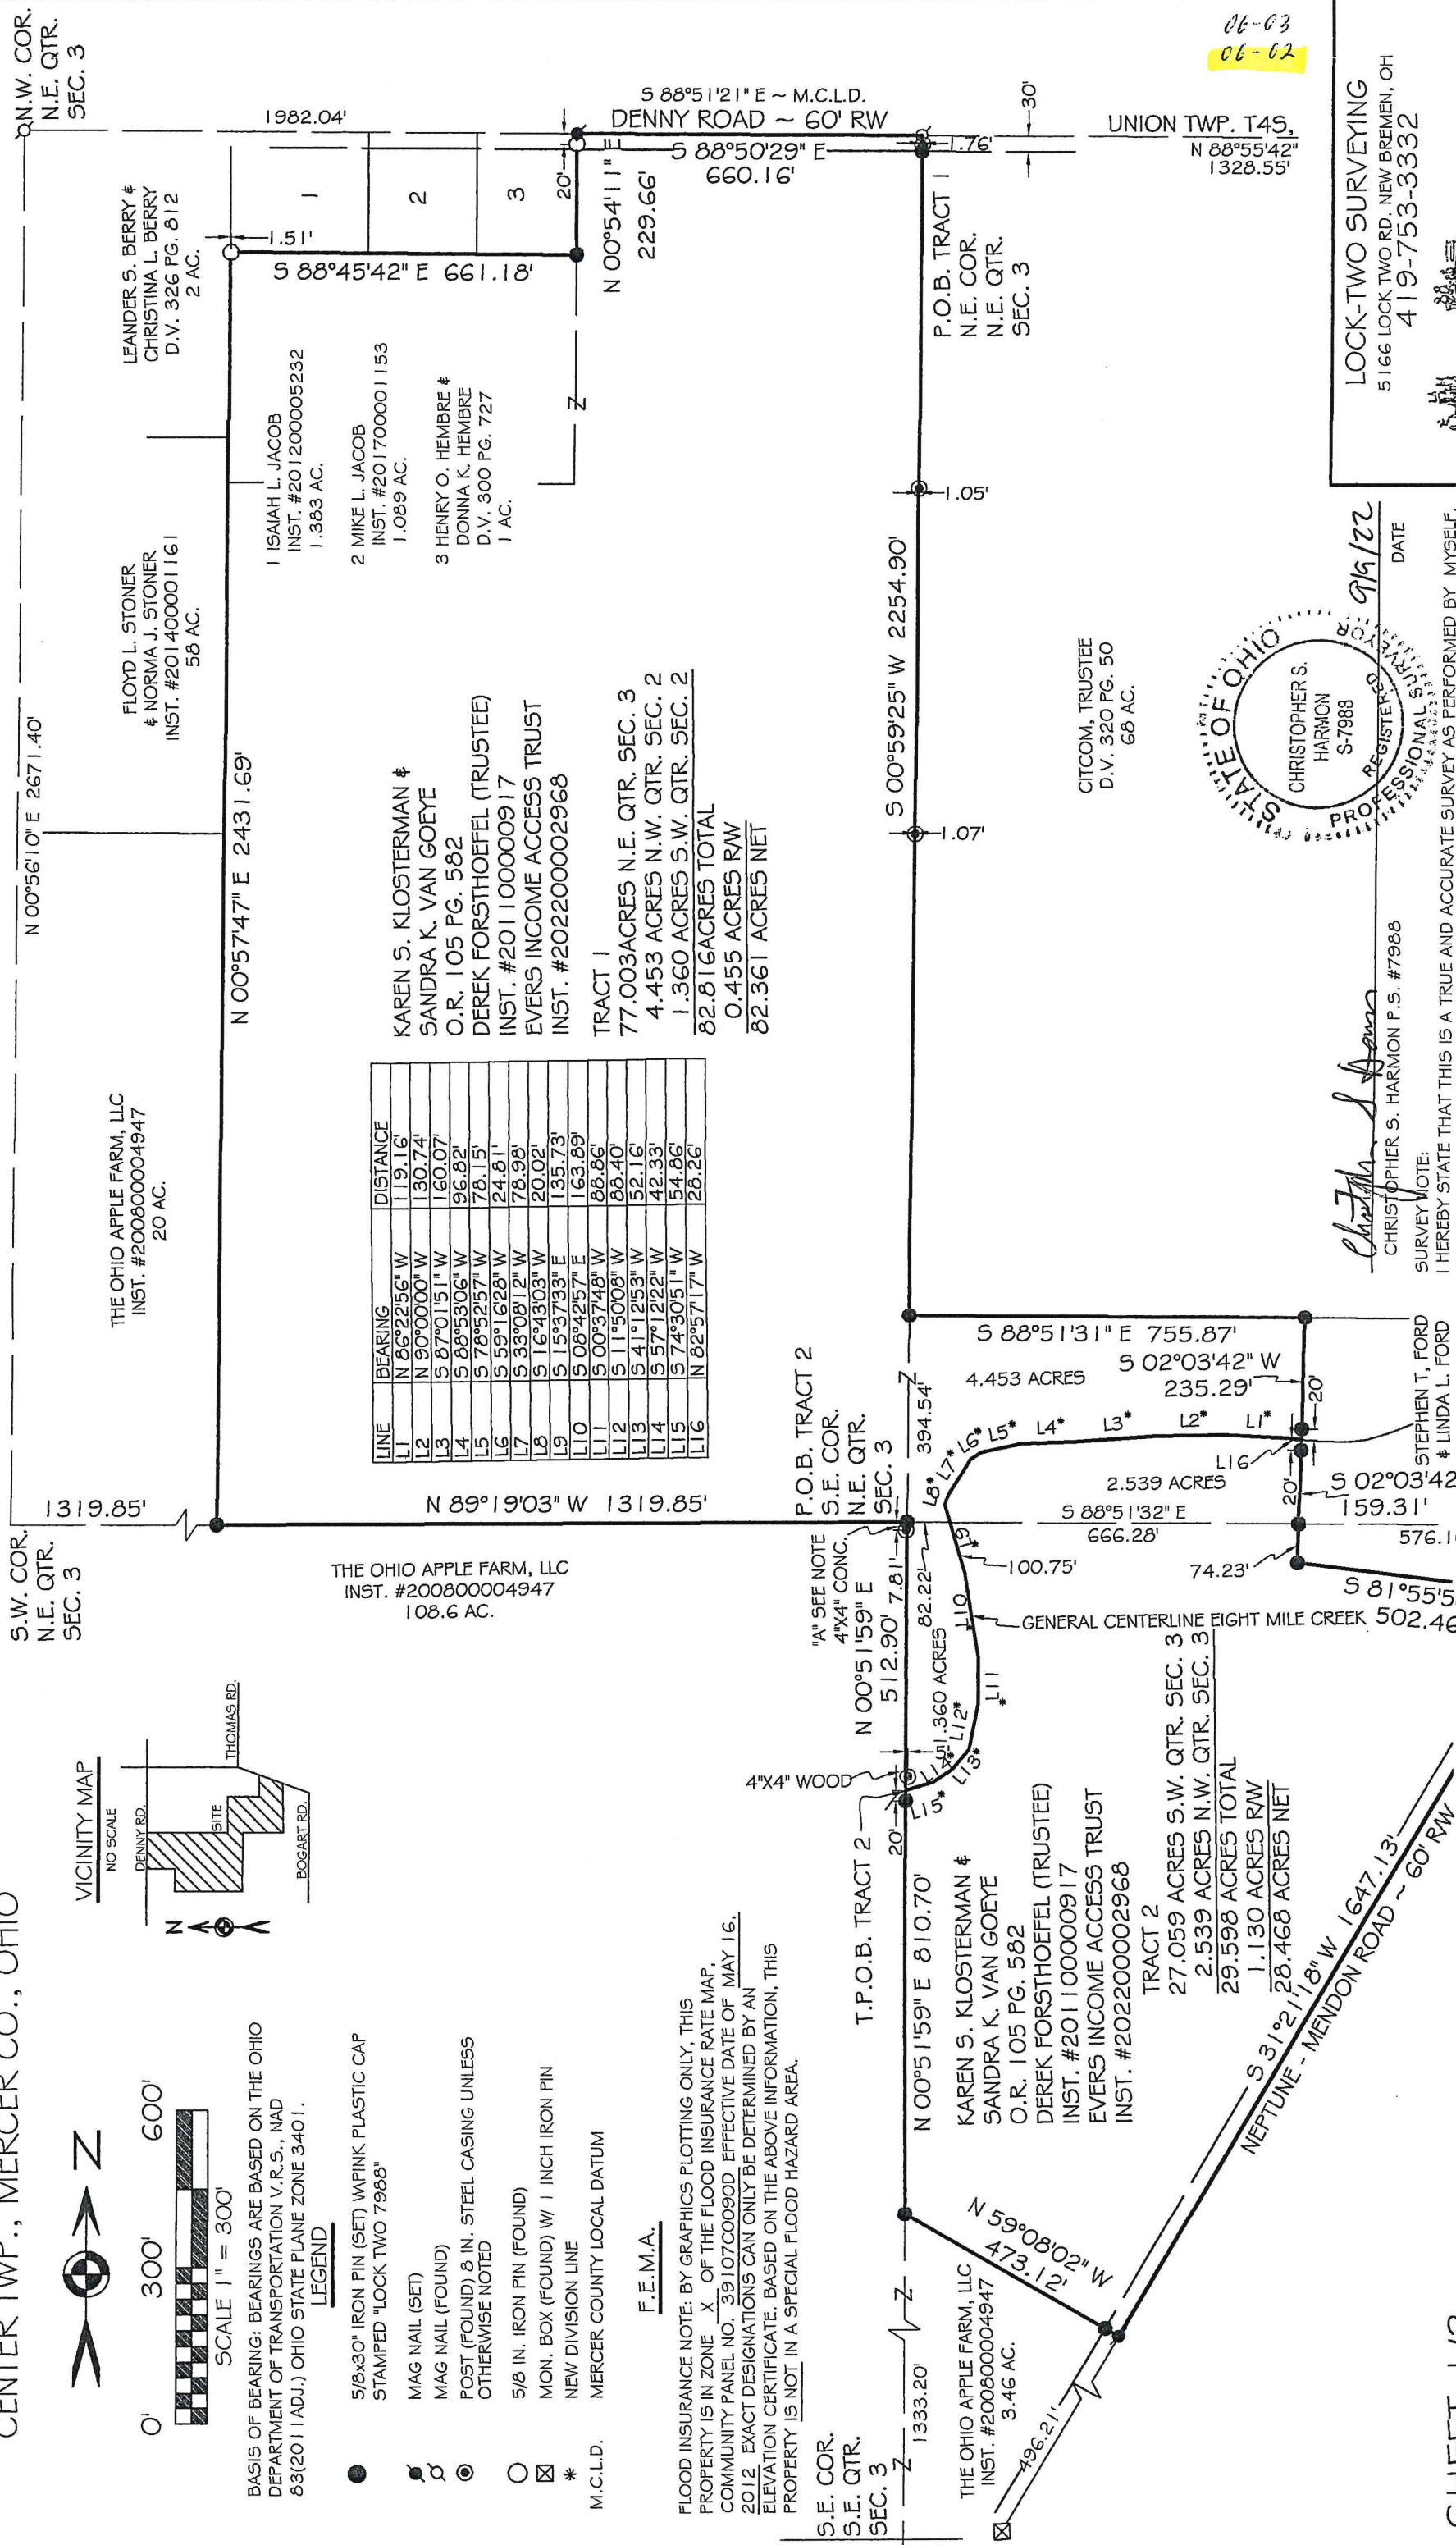 CENTER TWP., MERCER CO., OHIO
VICINITY MAP
NO SCALE
DENNY RD.
SITE
THOMAS RD.
BOGART RD.
N
Z
0' 300' 600'
SCALE 1" = 300'
BASIS OF BEARING: BEARINGS ARE BASED ON THE OHIO
DEPARTMENT OF TRANSPORTATION V.R.S., NAD
83(2011 ADJ.) OHIO STATE PLANE ZONE 3401.
LEGEND
5/8x30" IRON PIN (SET) W\PINK PLASTIC CAP
STAMPED "LOCK TWO 7988"
MAG NAIL (SET)
MAG NAIL (FOUND)
POST (FOUND) 8 IN. STEEL CASING UNLESS
OTHERWISE NOTED
5/8 IN. IRON PIN (FOUND)
MON. BOX (FOUND) W/ 1 INCH IRON PIN
* NEW DIVISION LINE
M.C.L.D. MERCER COUNTY LOCAL DATUM
F.E.M.A.
FLOOD INSURANCE NOTE: BY GRAPHICS PLOTTING ONLY, THIS
PROPERTY IS IN ZONE X OF THE FLOOD INSURANCE RATE MAP,
COMMUNITY PANEL NO. 39107C0090D EFFECTIVE DATE OF MAY 16,
2012 EXACT DESIGNATIONS CAN ONLY BE DETERMINED BY AN
ELEVATION CERTIFICATE. BASED ON THE ABOVE INFORMATION, THIS
PROPERTY IS NOT IN A SPECIAL FLOOD HAZARD AREA.
S.W. COR.
N.E. QTR.
SEC. 3
1319.85'
N 00°56'10" E 2671.40'
N.W. COR.
N.E. QTR.
SEC. 3
1982.04'
THE OHIO APPLE FARM, LLC
INST. #200800004947
20 AC.
FLOYD L. STONER
& NORMA J. STONER
INST. #201400001161
58 AC.
LEANDER S. BERRY &
CHRISTINA L. BERRY
D.V. 326 PG. 812
2 AC.
1.51'
1
2
3
S 88°45'42" E 661.18'
20'
N 00°54'11" E
229.66'
S 88°51'21" E ~ M.C.L.D.
DENNY ROAD ~ 60' RW
S 88°50'29" E
660.16'
1.76'
30'
06-03
06-02
UNION TWP. T4S,
N 88°55'42"
1328.55'
N 00°57'47" E 2431.69'
1 ISAIAH L. JACOB
INST. #201200005232
1.383 AC.
2 MIKE L. JACOB
INST. #201700001153
1.089 AC.
3 HENRY O. HEMBRE &
DONNA K. HEMBRE
D.V. 300 PG. 727
1 AC.
Z
LINE BEARING DISTANCE
L1 N 86°22'56" W 119.16'
L2 N 90°00'00" W 130.74'
L3 S 87°01'51" W 160.07'
L4 S 88°53'06" W 96.82'
L5 S 78°52'57" W 78.15'
L6 S 59°16'28" W 24.81'
L7 S 33°08'12" W 78.98'
L8 S 16°43'03" W 20.02'
L9 S 15°37'33" E 135.73'
L10 S 08°42'57" E 163.89'
L11 S 00°37'48" W 88.86'
L12 S 11°50'08" W 88.40'
L13 S 41°12'53" W 52.16'
L14 S 57°12'22" W 42.33'
L15 S 74°30'51" W 54.86'
L16 N 82°57'17" W 28.26'
KAREN S. KLOSTERMAN &
SANDRA K. VAN GOEYE
O.R. 105 PG. 582
DEREK FORSTHOEFEL (TRUSTEE)
INST. #201100000917
EVERS INCOME ACCESS TRUST
INST. #202200002968
TRACT 1
77.003ACRES N.E. QTR. SEC. 3
4.453 ACRES N.W. QTR. SEC. 2
1.360 ACRES S.W. QTR. SEC. 2
82.816ACRES TOTAL
0.455 ACRES R/W
82.361 ACRES NET
N 89°19'03" W 1319.85'
THE OHIO APPLE FARM, LLC
INST. #200800004947
108.6 AC.
P.O.B. TRACT 2
S.E. COR.
N.E. QTR.
SEC. 3
"A" SEE NOTE
4"X4" CONC.
S 00°59'25" W 2254.90'
1.07'
1.05'
P.O.B. TRACT 1
N.E. COR.
N.E. QTR.
SEC. 3
CITCOM, TRUSTEE
D.V. 320 PG. 50
68 AC.
394.54'
Z
S 88°51'31" E 755.87'
4.453 ACRES
S 02°03'42" W
235.29'
20'
L8* L7* L6* L5* L4* L3* L2* L1*
L16
2.539 ACRES
20'
S 02°03'42
159.31'
S 88°51'32" E
666.28'
576.1
74.23'
S 81°55'5
502.46
STEPHEN T. FORD
& LINDA L. FORD
N 00°51'59" E
512.90' 7.81'
82.22'
L9
100.75'
L10
*
GENERAL CENTERLINE EIGHT MILE CREEK
1.360 ACRES
L11
*
L12*
L13*
L14*
L15*
4"X4" WOOD
20'
T.P.O.B. TRACT 2
N 00°51'59" E 810.70'
KAREN S. KLOSTERMAN &
SANDRA K. VAN GOEYE
O.R. 105 PG. 582
DEREK FORSTHOEFEL (TRUSTEE)
INST. #201100000917
EVERS INCOME ACCESS TRUST
INST. #202200002968
TRACT 2
27.059 ACRES S.W. QTR. SEC. 3
2.539 ACRES N.W. QTR. SEC. 3
29.598 ACRES TOTAL
1.130 ACRES R/W
28.468 ACRES NET
S.E. COR.
S.E. QTR.
SEC. 3
Z
1333.20'
Z
N 59°08'02" W
473.12'
THE OHIO APPLE FARM, LLC
INST. #200800004947
3.46 AC.
496.21'
S 31°21'18" W 1647.13'
NEPTUNE - MENDON ROAD ~ 60' R/W
STATE OF OHIO
CHRISTOPHER S.
HARMON
S-7988
REGISTERED
PROFESSIONAL SURVEYOR
9/9/22
DATE
CHRISTOPHER S. HARMON P.S. #7988
SURVEY NOTE:
I HEREBY STATE THAT THIS IS A TRUE AND ACCURATE SURVEY AS PERFORMED BY MYSELF.
LOCK-TWO SURVEYING
5166 LOCK TWO RD. NEW BREMEN, OH
419-753-3332